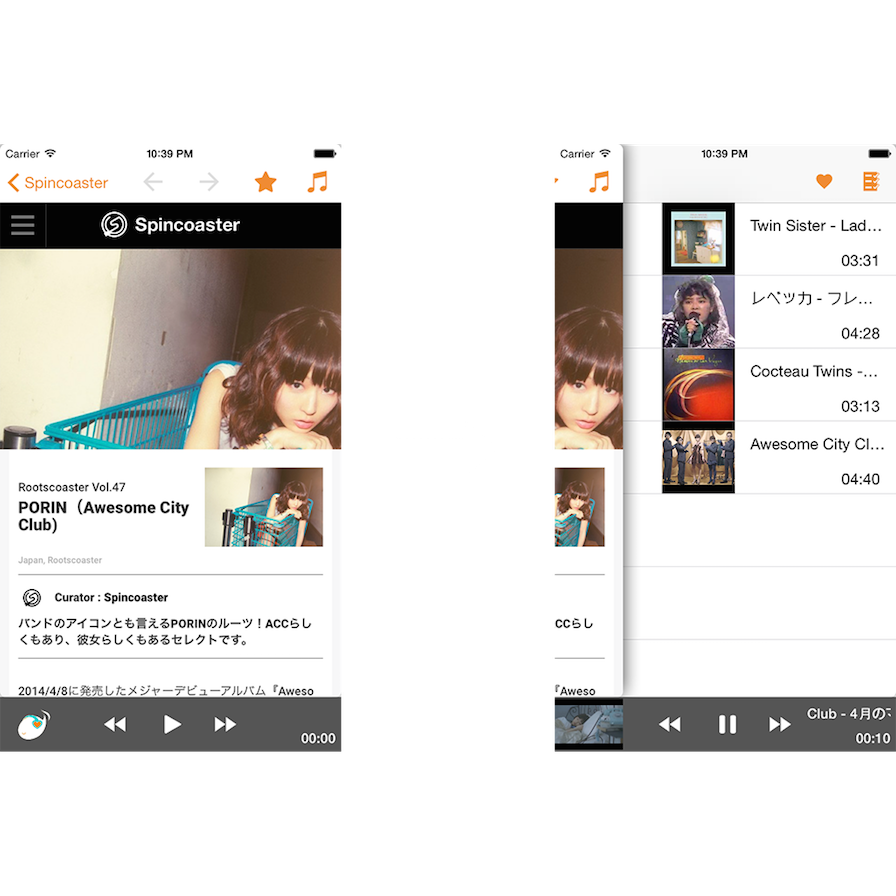 Carrier 10:39 PM
Spincoaster
Spincoaster
Rootscoaster Vol.47
PORIN（Awesome City
Club）
Japan, Rootscoaster
Curator : Spincoaster
バンドのアイコンとも言えるPORINのルーツ！ACCらし
くもあり、彼女らしくもあるセレクトです。
2014/4/8に発売したメジャーデビューアルバム『Aweso
00:00
Carrier 10:39 PM
Twin Sister - Lad...
03:31
レベッカ - フレ...
04:28
Cocteau Twins -...
03:13
Awesome City Cl...
04:40
CCらし
『Aweso
Club - 4月の
00:10